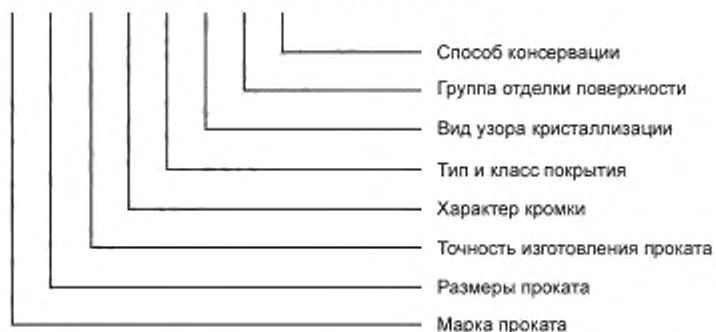 Способ консервации
Группа отделки поверхности
Вид узора кристаллизации
Тип и класс покрытия
Характер кромки
Точность изготовления проката
Размеры проката
Марка проката